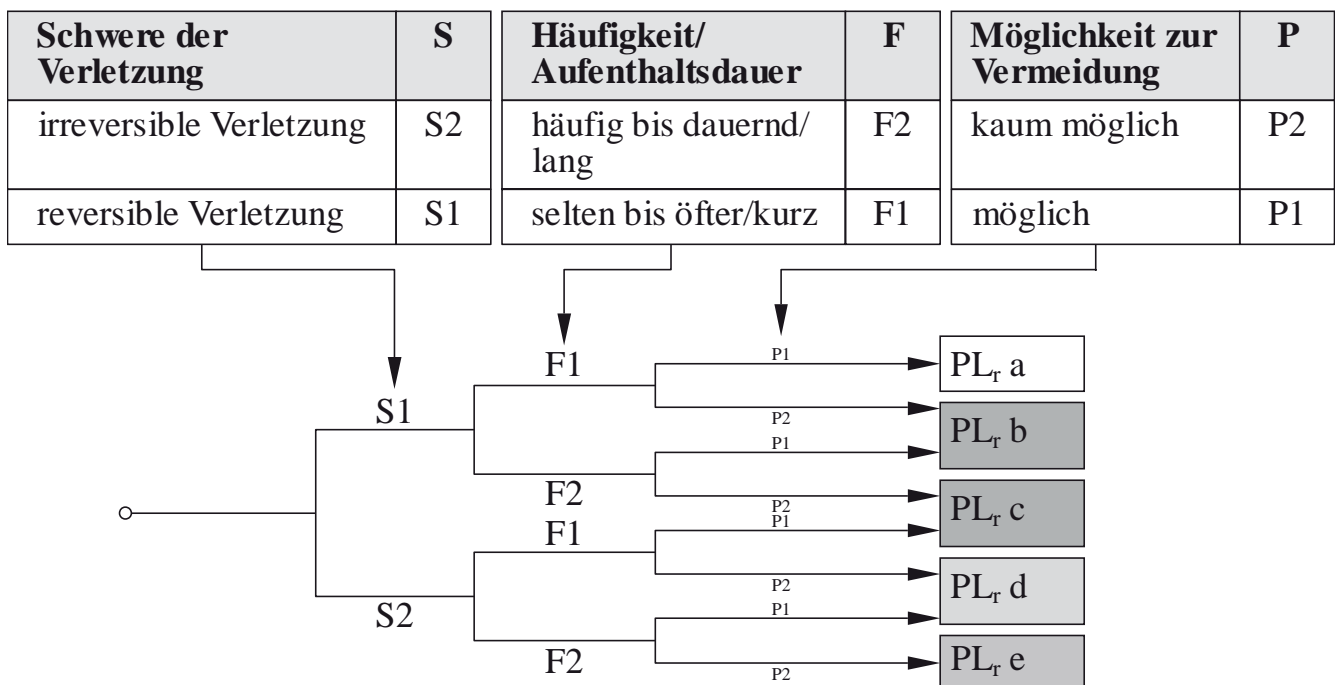 Schwere der Verletzung S
irreversible Verletzung S2
reversible Verletzung S1
Häufigkeit/ Aufenthaltsdauer F
häufig bis dauernd/ lang F2
selten bis öfter/kurz F1
Möglichkeit zur Vermeidung P
kaum möglich P2
möglich P1
S1
S2
F1
F2
F1
F2
P1
P2
P1
P2
P1
P2
P1
P2
PLr a
PLr b
PLr c
PLr d
PLr e